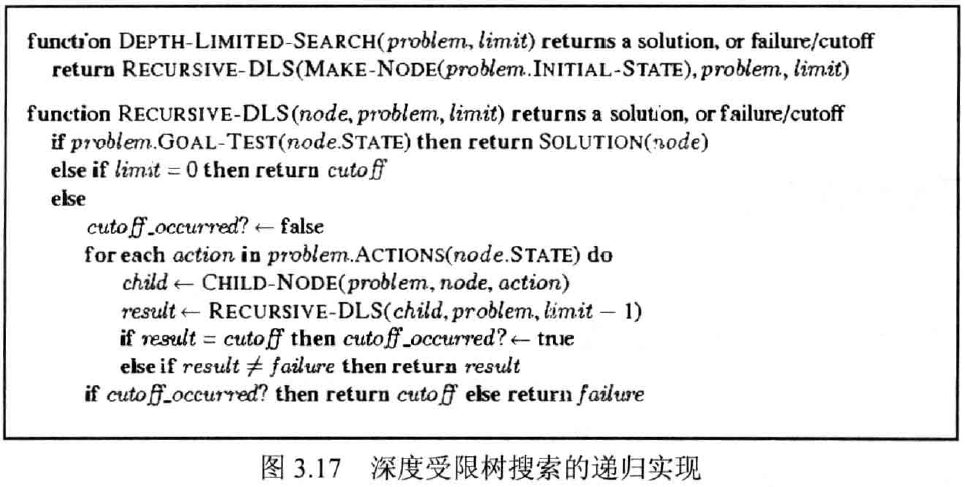 function DEPTH-LIMITED-SEARCH(problem, limit) returns a solution, or failure/cutoff
return RECURSIVE-DLS(MAKE-NODE(problem.INITIAL-STATE), problem, limit)
function RECURSIVE-DLS(node, problem, limit) returns a solution, or failure/cutoff
if problem.GOAL-TEST(node.STATE) then return SOLUTION(node)
else if limit = 0 then return cutoff
else
cutoff_occurred? ← false
for each action in problem.ACTIONS(node.STATE) do
child ← CHILD-NODE(problem, node, action)
result ← RECURSIVE-DLS(child, problem, limit − 1)
if result = cutoff then cutoff_occurred? ← true
else if result ≠ failure then return result
if cutoff_occurred? then return cutoff else return failure
图 3.17 深度受限树搜索的递归实现